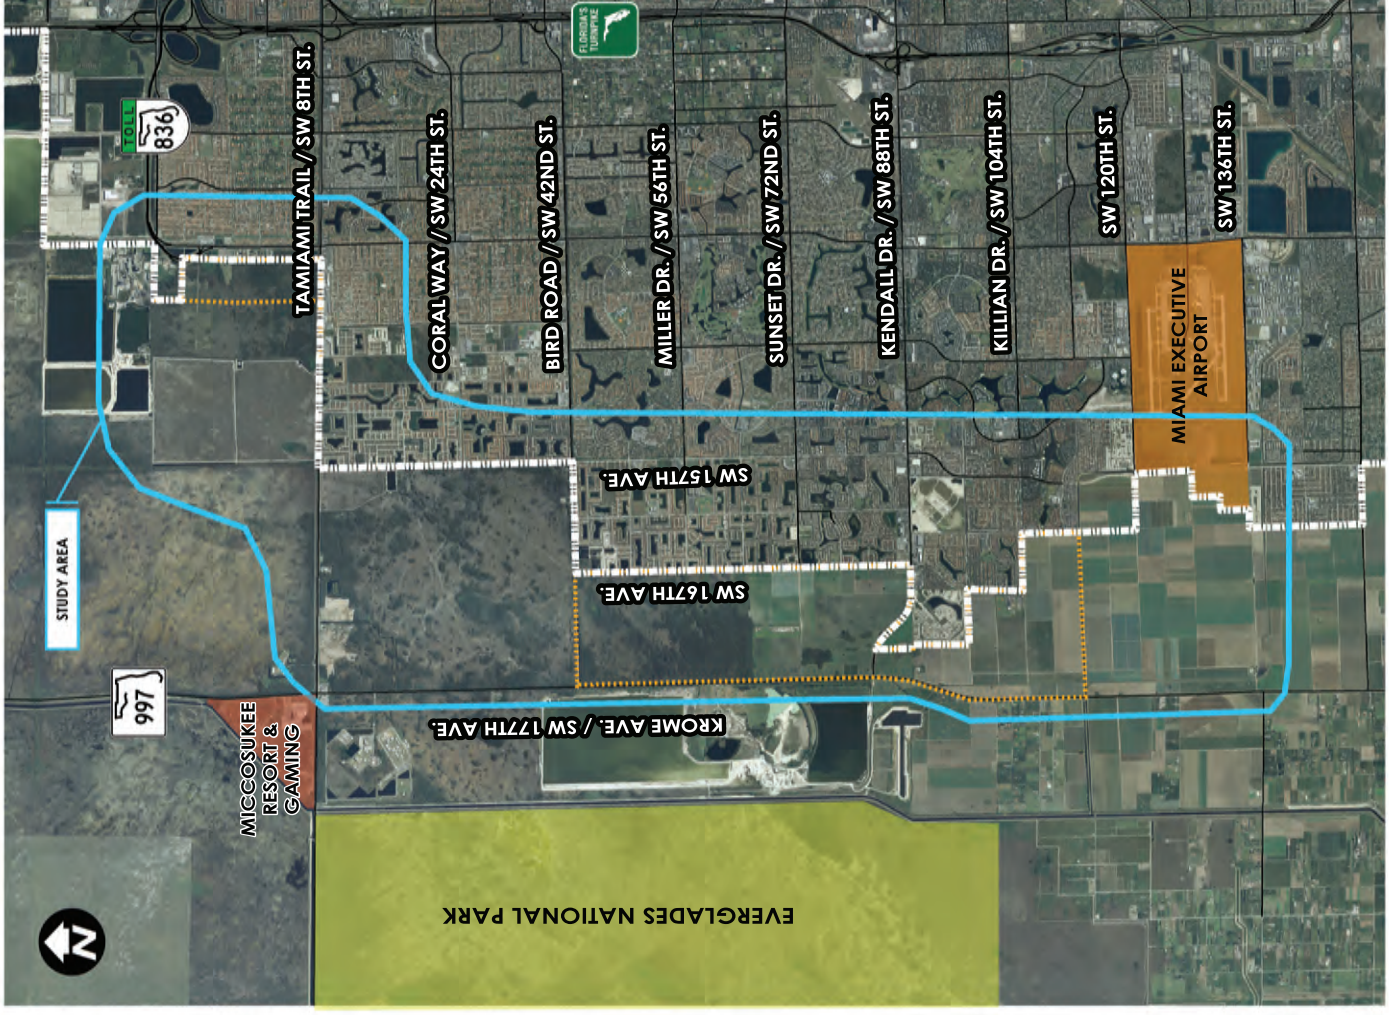 STUDY AREA
TOLL
836
FLORIDA'S
TURNPIKE
997
MICCOSUKEE
RESORT &
GAMING
TAMIAMI TRAIL / SW 8TH ST.
CORAL WAY / SW 24TH ST.
BIRD ROAD / SW 42ND ST.
MILLER DR. / SW 56TH ST.
SUNSET DR. / SW 72ND ST.
KENDALL DR. / SW 88TH ST.
KILLIAN DR. / SW 104TH ST.
SW 120TH ST.
SW 136TH ST.
MIAMI EXECUTIVE
AIRPORT
SW 157TH AVE.
SW 167TH AVE.
KROME AVE. / SW 177TH AVE.
EVERGLADES NATIONAL PARK
N